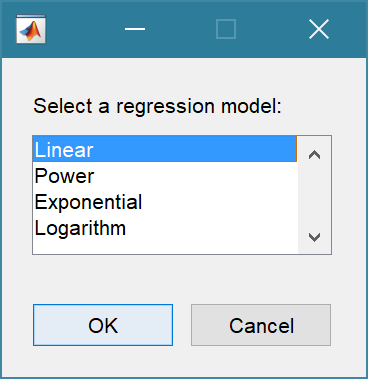 Select a regression model:
Linear
Power
Exponential
Logarithm
OK
Cancel